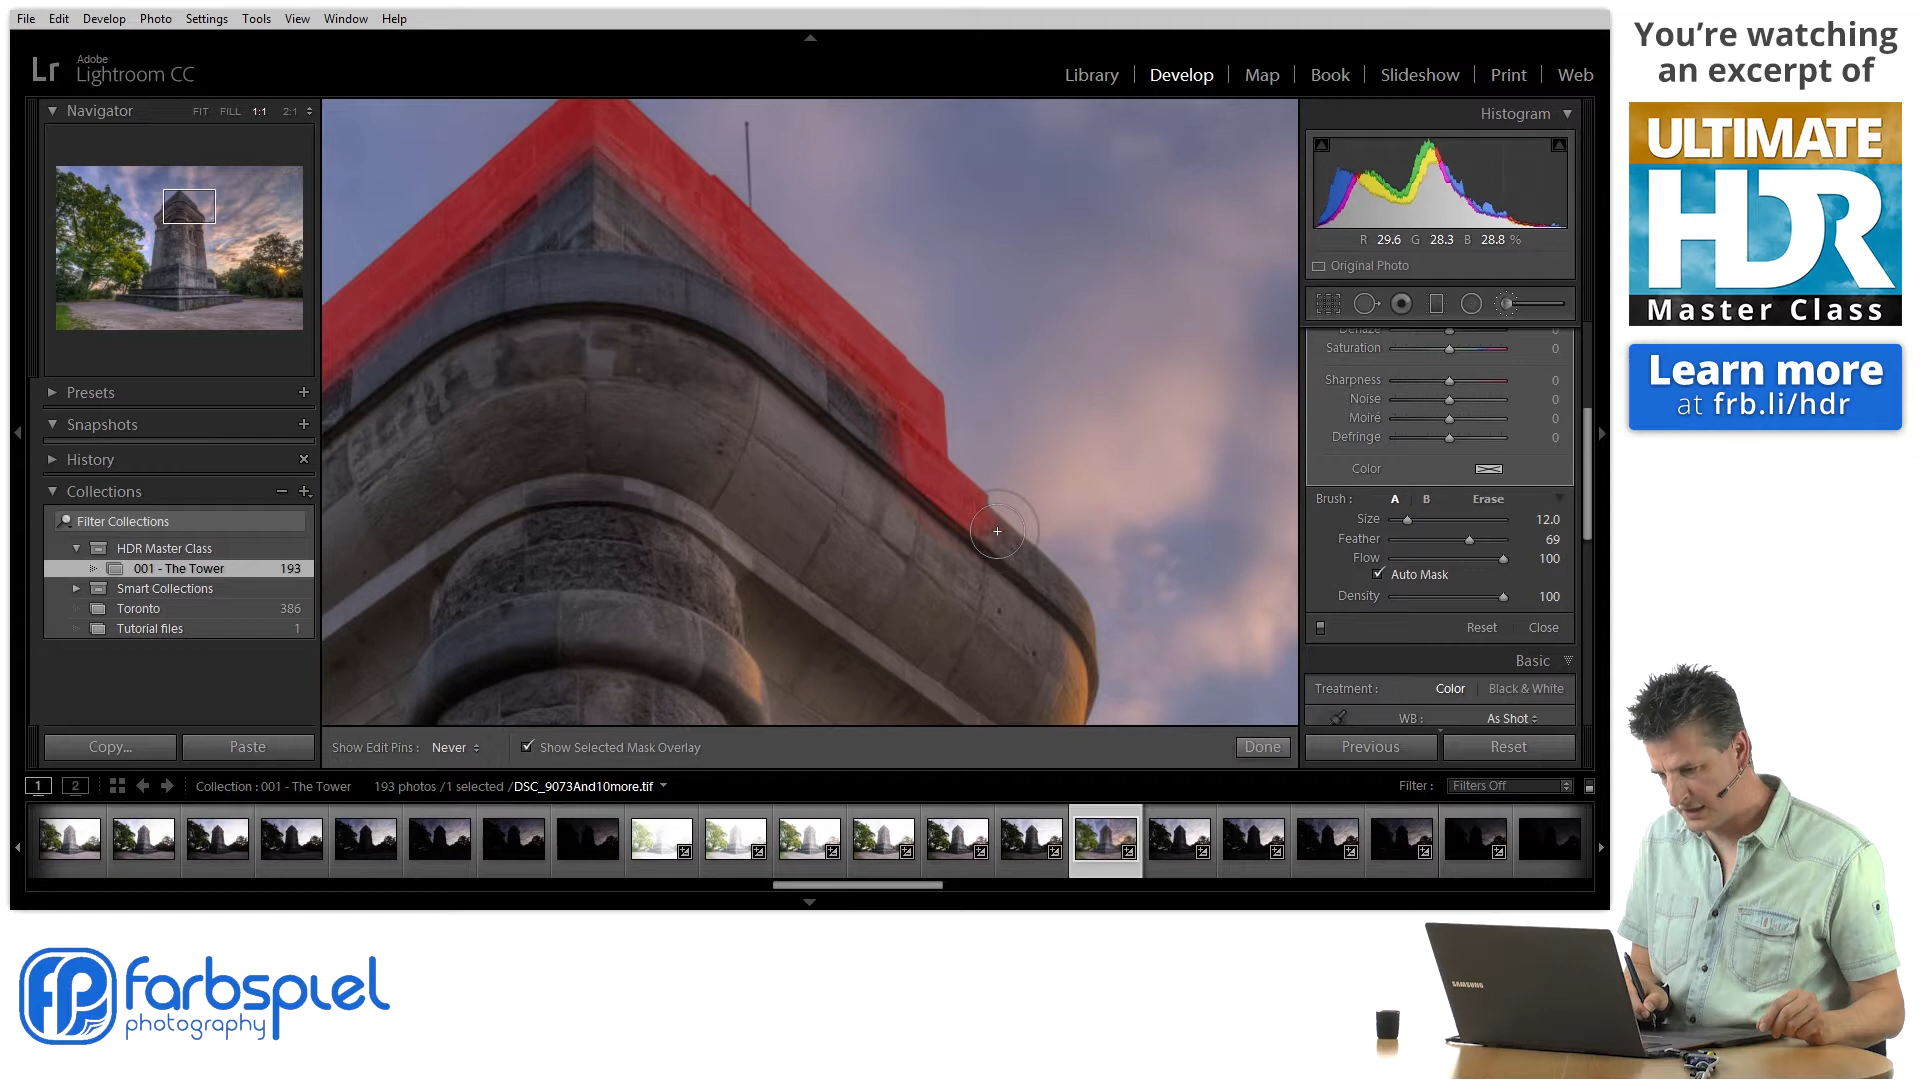 File Edit Develop Photo Settings Tools View Window Help
Lr Adobe Lightroom CC
Library Develop Map Book Slideshow Print Web
Navigator FIT FILL 1:1 2:1
Presets
Snapshots
History
Collections
Filter Collections
HDR Master Class
001 - The Tower 193
Smart Collections
Toronto 386
Tutorial files 1
Copy... Paste
Show Edit Pins : Never Show Selected Mask Overlay Done
Histogram
R 29.6 G 28.3 B 28.8 %
Original Photo
Dehaze 0
Saturation 0
Sharpness 0
Noise 0
Moiré 0
Defringe 0
Color
Brush : A B Erase
Size 12.0
Feather 69
Flow 100
Auto Mask
Density 100
Reset Close
Basic
Treatment : Color Black & White
WB : As Shot
Previous Reset
1 2 Collection : 001 - The Tower 193 photos / 1 selected / DSC_9073And10more.tif Filter : Filters Off
You're watching
an excerpt of
ULTIMATE
HDR
Master Class
Learn more
at frb.li/hdr
fp farbspiel
photography
SAMSUNG